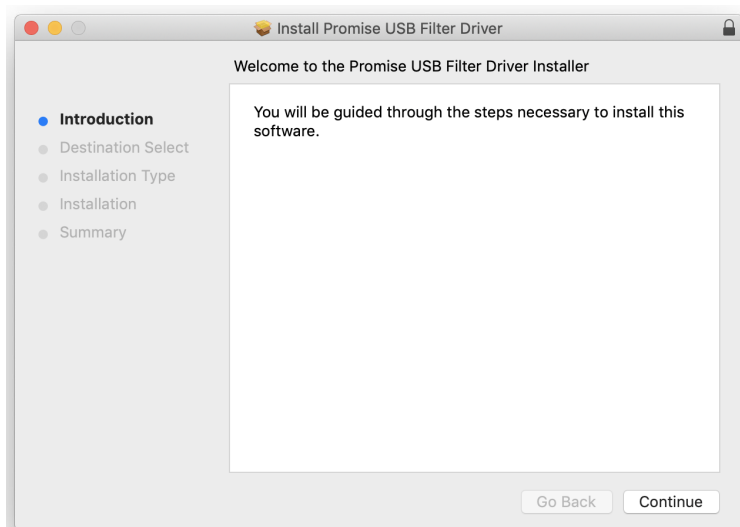 Install Promise USB Filter Driver
Welcome to the Promise USB Filter Driver Installer
Introduction
Destination Select
Installation Type
Installation
Summary
You will be guided through the steps necessary to install this
software.
Go Back
Continue